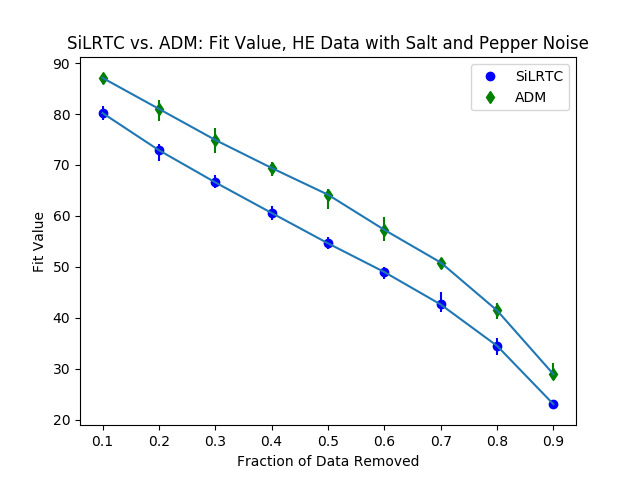 SiLRTC vs. ADM: Fit Value, HE Data with Salt and Pepper Noise
SiLRTC
ADM
90
80
70
60
50
40
30
20
Fit Value
0.1 0.2 0.3 0.4 0.5 0.6 0.7 0.8 0.9
Fraction of Data Removed